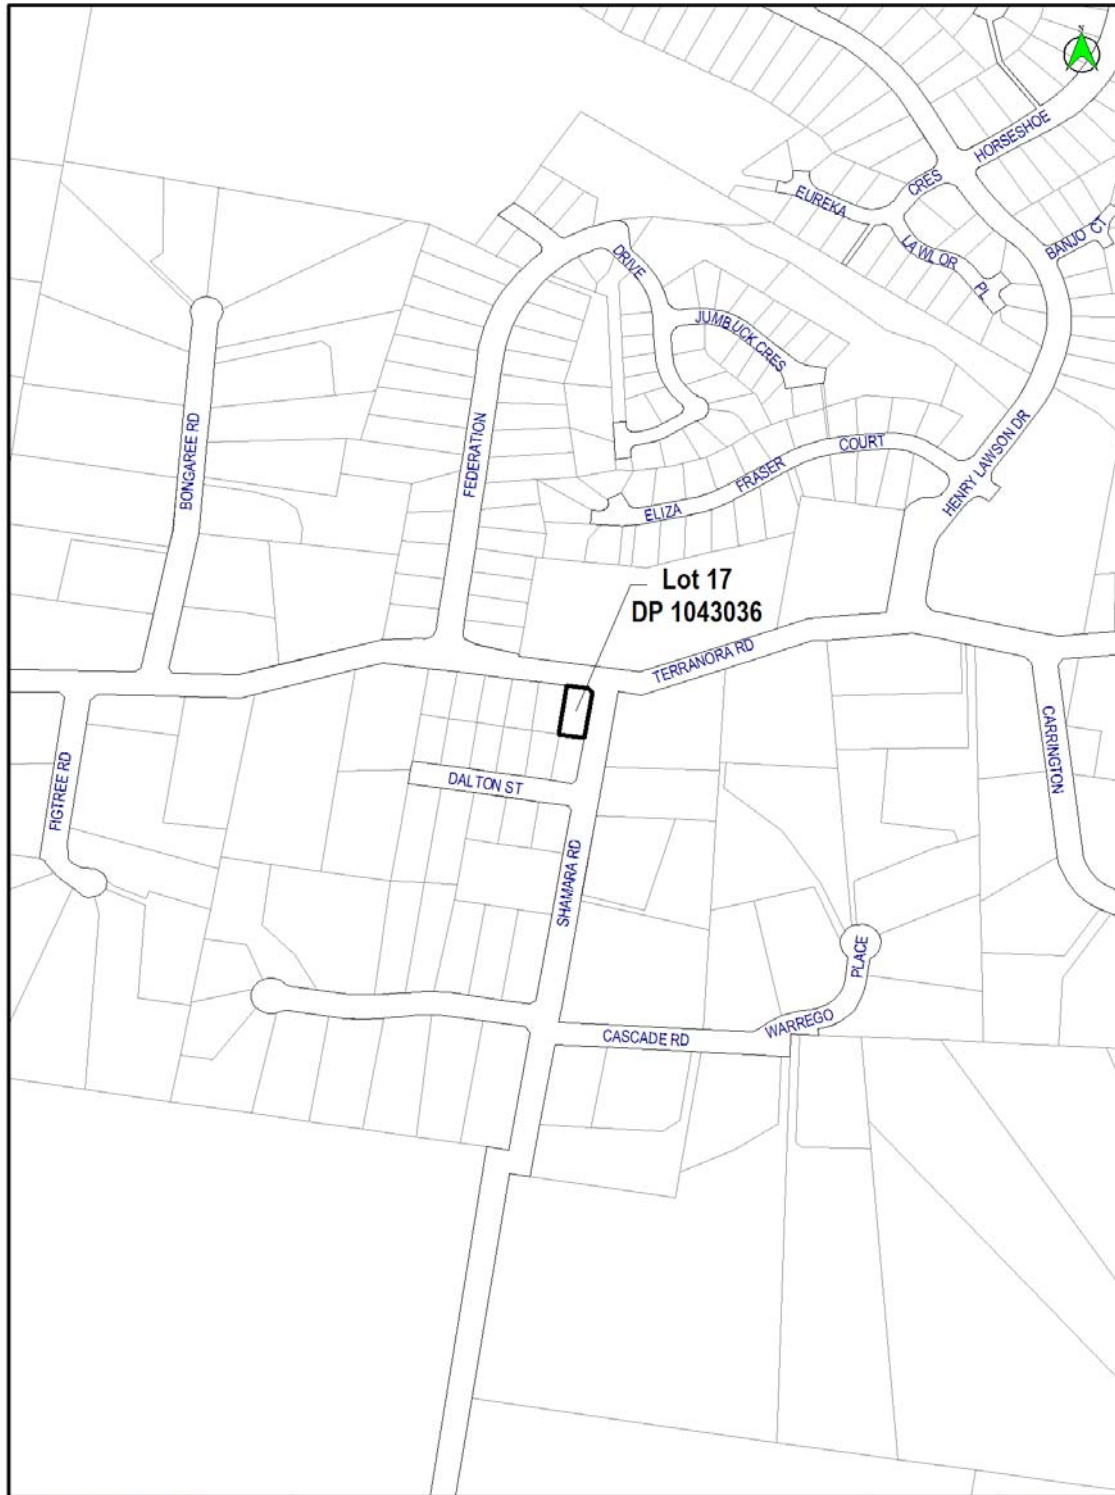 N
HORSESHOE
CRES
EUREKA
LAWLOR
PL
BANJO CT
DRIVE
JUMBUCK CRES
FEDERATION
BONGAREE RD
HENRY LAWSON DR
COURT
FRASER
ELIZA
Lot 17
DP 1043036
TERRANORA RD
CARRINGTON
FIGTREE RD
DALTON ST
SHAMARA RD
PLACE
WARREGO
CASCADE RD